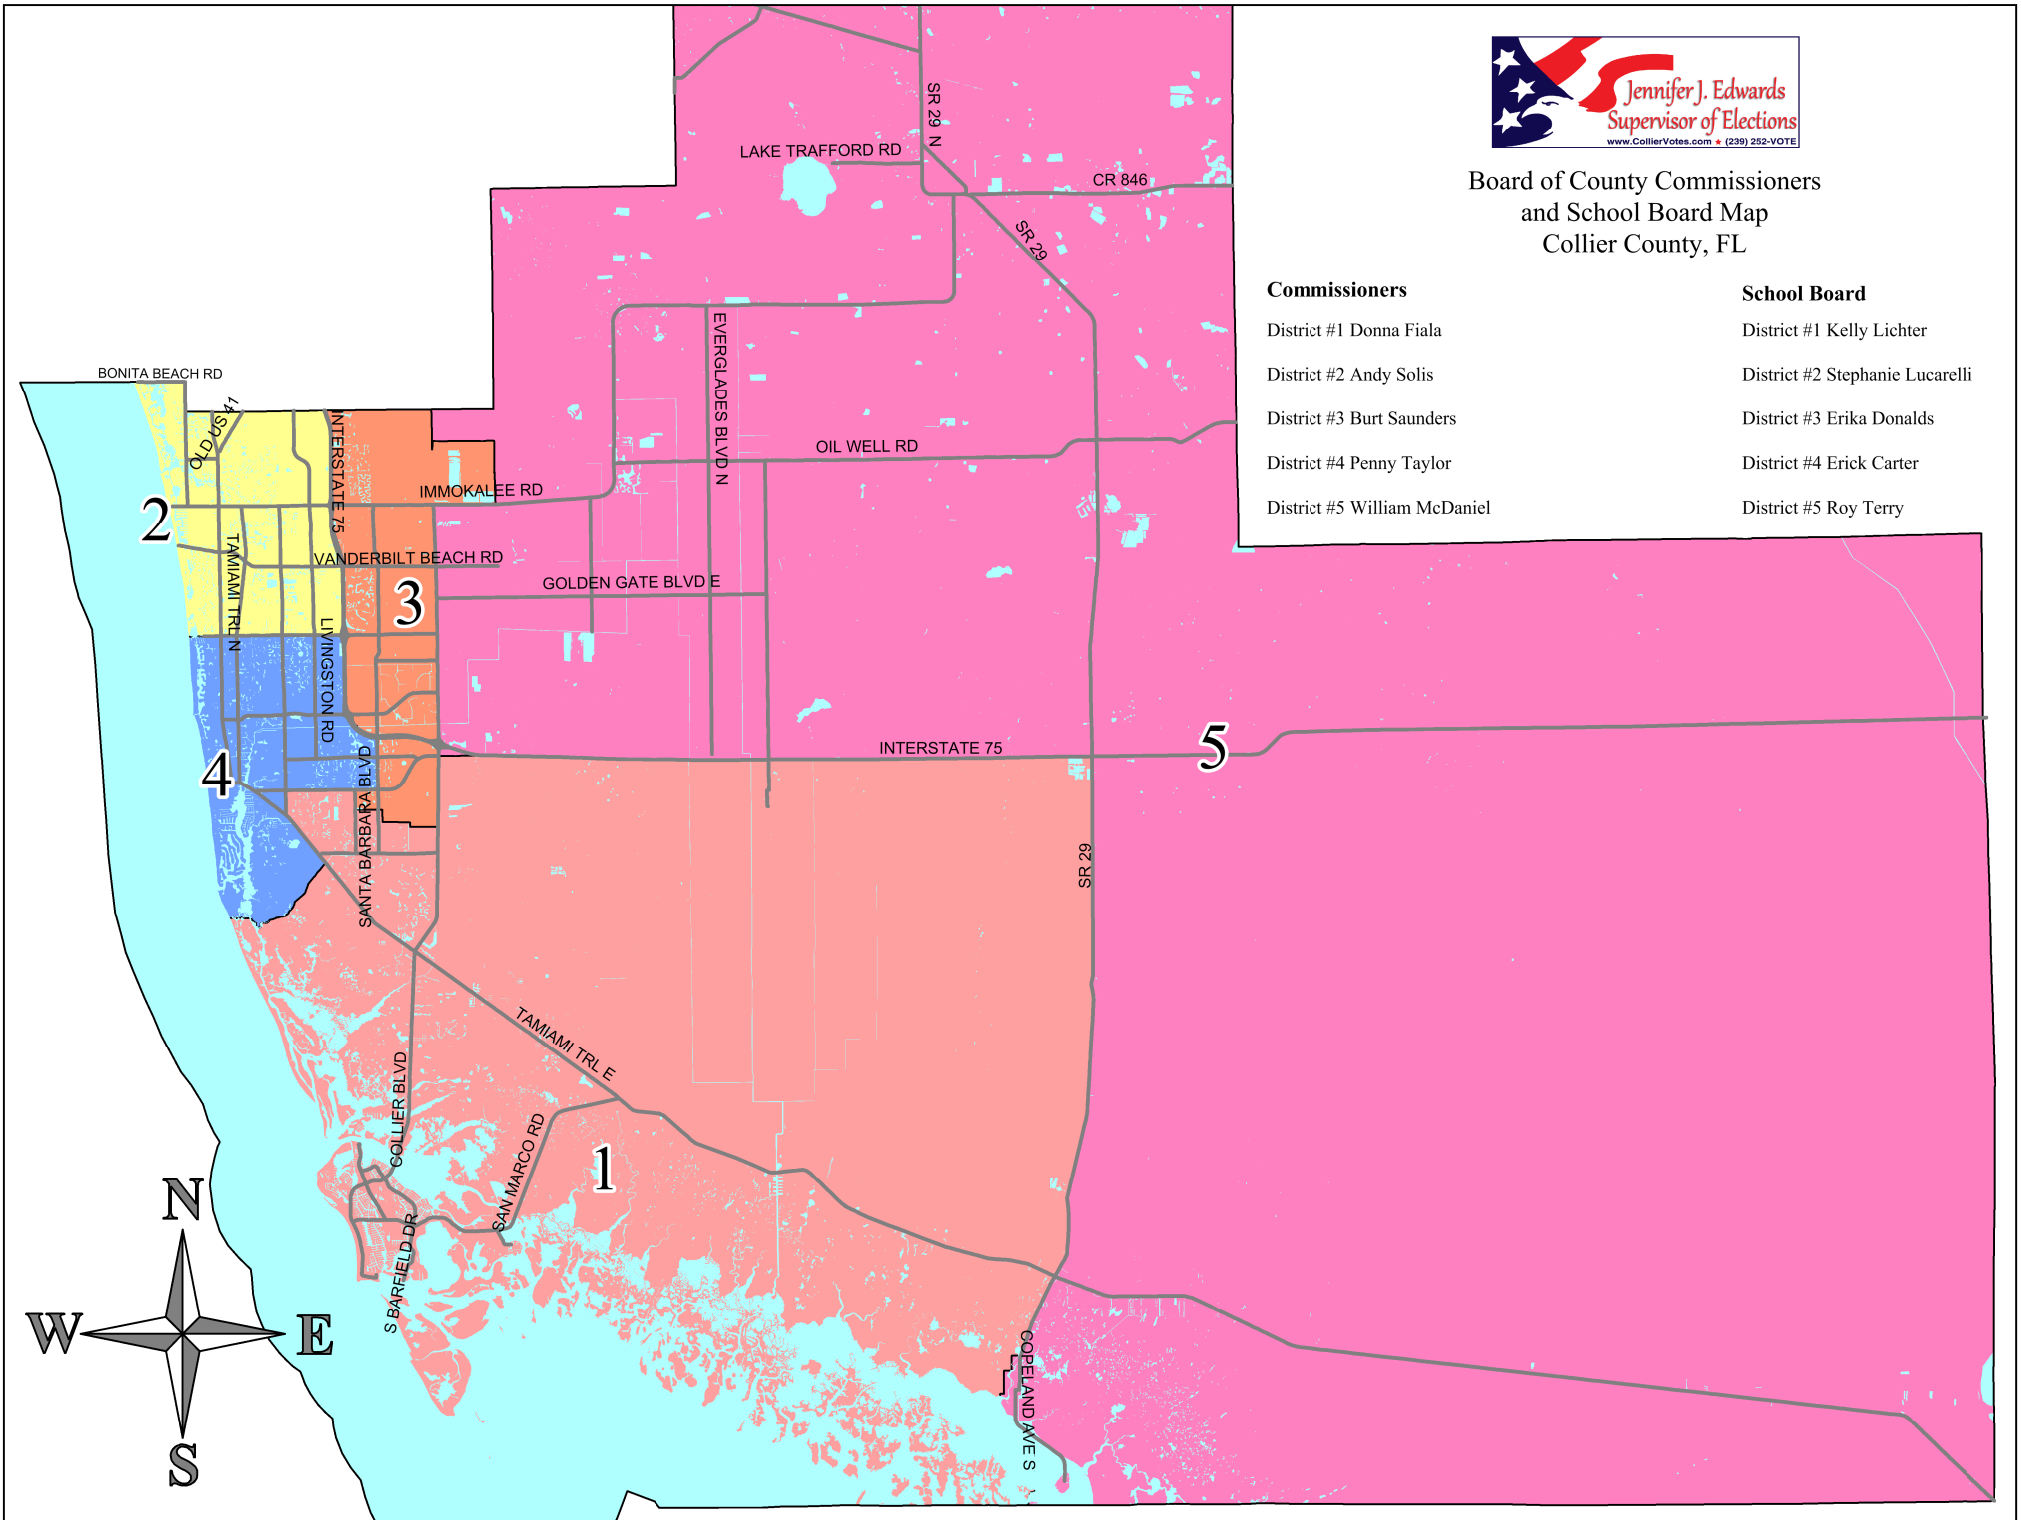 Jennifer J. Edwards
Supervisor of Elections
www.CollierVotes.com ★ (239) 252-VOTE
Board of County Commissioners
and School Board Map
Collier County, FL
Commissioners
District #1 Donna Fiala
District #2 Andy Solis
District #3 Burt Saunders
District #4 Penny Taylor
District #5 William McDaniel
School Board
District #1 Kelly Lichter
District #2 Stephanie Lucarelli
District #3 Erika Donalds
District #4 Erick Carter
District #5 Roy Terry
SR 29 N
LAKE TRAFFORD RD
CR 846
SR 29
EVERGLADES BLVD N
BONITA BEACH RD
OLD US 41
INTERSTATE 75
OIL WELL RD
IMMOKALEE RD
2
TAMIAMI TRL N
VANDERBILT BEACH RD
GOLDEN GATE BLVD E
3
LIVINGSTON RD
4
INTERSTATE 75
5
SANTA BARBARA BLVD
SR 29
TAMIAMI TRL E
COLLIER BLVD
SAN MARCO RD
1
S BARFIELD DR
COPELAND AVE S
N
W
E
S